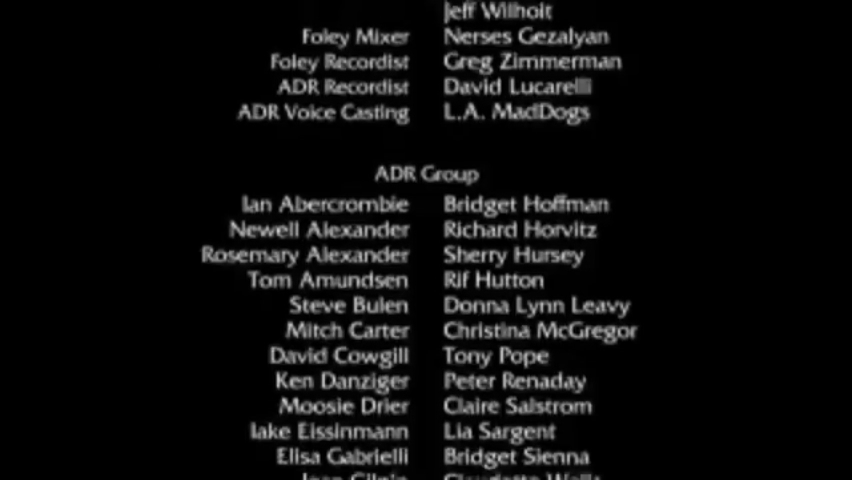 Jeff Wilhoit
Foley Mixer Nerses Gezalyan
Foley Recordist Greg Zimmerman
ADR Recordist David Lucarelli
ADR Voice Casting L.A. MadDogs
ADR Group
Ian Abercrombie Bridget Hoffman
Newell Alexander Richard Horvitz
Rosemary Alexander Sherry Hursey
Tom Amundsen Rif Hutton
Steve Bulen Donna Lynn Leavy
Mitch Carter Christina McGregor
David Cowgill Tony Pope
Ken Danziger Peter Renaday
Moosie Drier Claire Salstrom
Iake Eissinmann Lia Sargent
Elisa Gabrielli Bridget Sienna